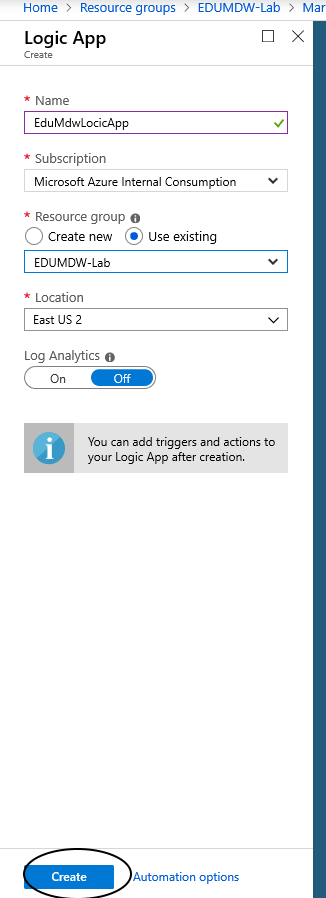 Home > Resource groups > EDUMDW-Lab > Mar
Logic App
Create
* Name
EduMdwLocicApp
* Subscription
Microsoft Azure Internal Consumption
* Resource group
Create new Use existing
EDUMDW-Lab
* Location
East US 2
Log Analytics
On Off
You can add triggers and actions to
your Logic App after creation.
Create Automation options